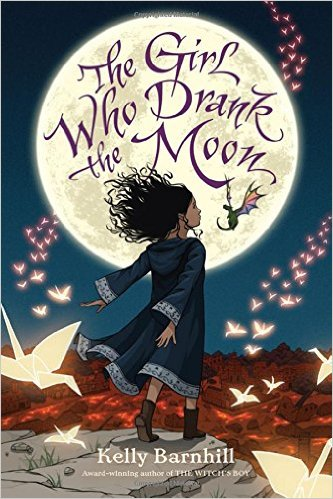 The Girl
Who Drank
the Moon
Kelly Barnhill
Award-winning author of THE WITCH'S BOY